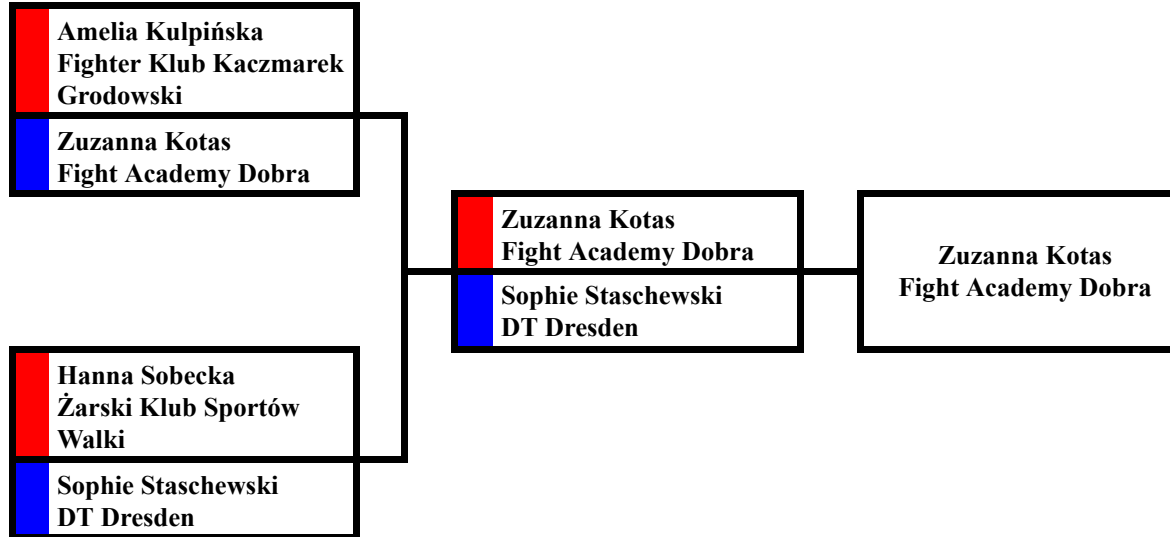 Amelia Kulpińska
Fighter Klub Kaczmarek
Grodowski
Zuzanna Kotas
Fight Academy Dobra
Hanna Sobecka
Żarski Klub Sportów
Walki
Sophie Staschewski
DT Dresden
Zuzanna Kotas
Fight Academy Dobra
Sophie Staschewski
DT Dresden
Zuzanna Kotas
Fight Academy Dobra